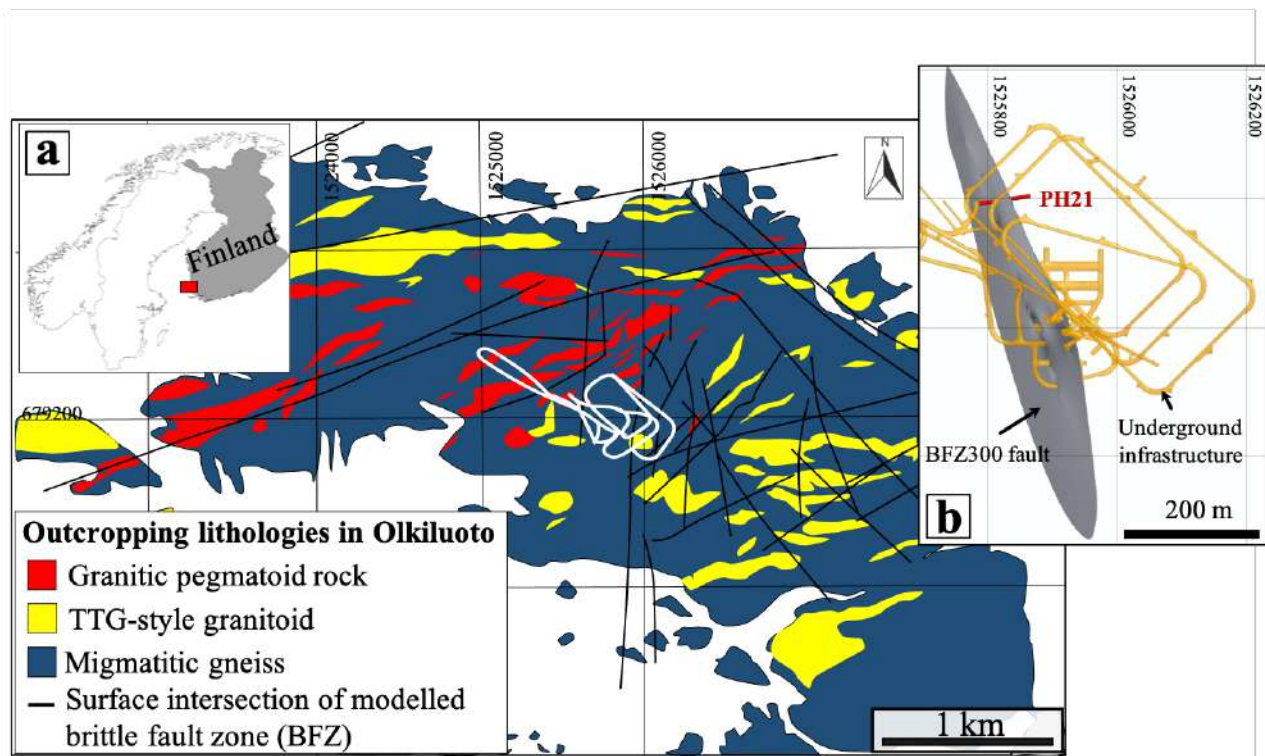 a
Finland
1524000
1525000
1526000
N
679200
Outcropping lithologies in Olkiluoto
Granitic pegmatoid rock
TTG-style granitoid
Migmatitic gneiss
Surface intersection of modelled
brittle fault zone (BFZ)
1 km
1525800
1526000
1526200
PH21
BFZ300 fault
Underground
infrastructure
b
200 m